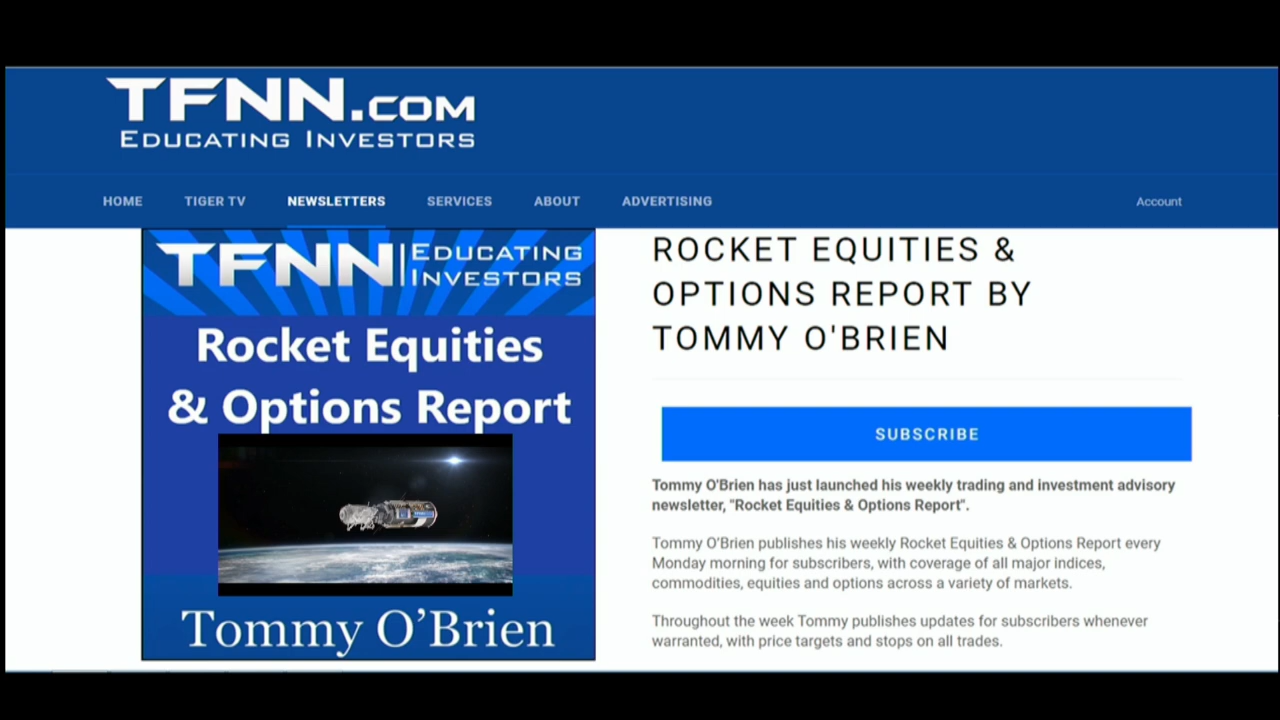 TFNN.COM
EDUCATING INVESTORS
HOME TIGER TV NEWSLETTERS SERVICES ABOUT ADVERTISING Account
TFNN EDUCATING
INVESTORS
Rocket Equities
& Options Report
Tommy O’Brien
ROCKET EQUITIES &
OPTIONS REPORT BY
TOMMY O'BRIEN
SUBSCRIBE
Tommy O'Brien has just launched his weekly trading and investment advisory
newsletter, "Rocket Equities & Options Report".
Tommy O’Brien publishes his weekly Rocket Equities & Options Report every
Monday morning for subscribers, with coverage of all major indices,
commodities, equities and options across a variety of markets.
Throughout the week Tommy publishes updates for subscribers whenever
warranted, with price targets and stops on all trades.